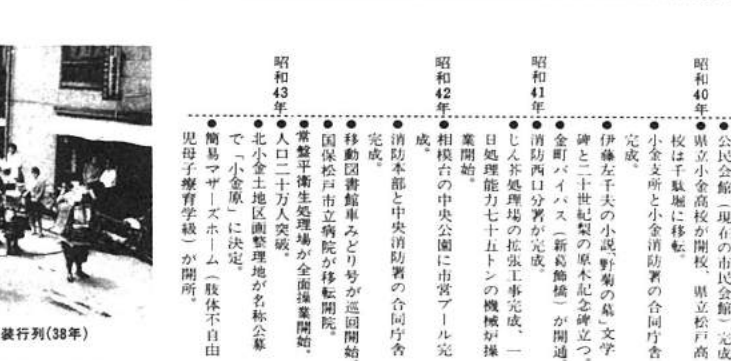 昭和40年
●公民会館（現在の市民会館）完成
●県立小金高校が開校、県立松戸高
校は千駄堀に移転。
●小金支所と小金消防署の合同庁舎
完成。
●伊藤左千夫の小説「野菊の墓」文学
碑と二十世紀梨の原木記念碑立つ。
●金町バイパス（新葛飾橋）が開通
昭和41年
●消防西口分署が完成。
●じん芥処理場の拡張工事完成、一
日処理能力七十五トンの機械炉操
業開始。
昭和42年
●相模台の中央公園に市営プール完
成。
●消防本部と中央消防署の合同庁舎
完成。
●移動図書館車みどり号が巡回開始
●国保松戸市立病院が移転開院。
●常盤平衛生処理場が全面操業開始。
昭和43年
●人口二十万人突破。
●北小金土地区画整理地が名称公募
で「小金原」に決定。
●簡易マザーズホーム（肢体不自由
児母子療育学級）が開所。
装行列(38年)